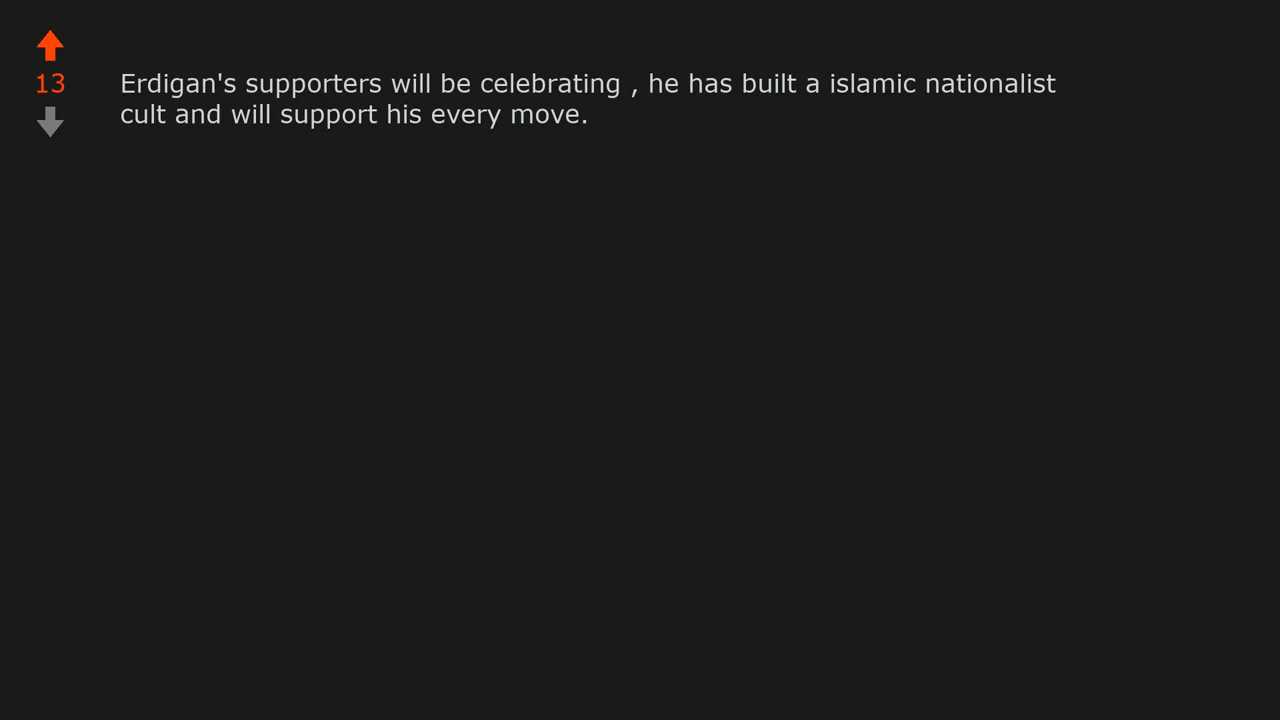 13
Erdigan's supporters will be celebrating , he has built a islamic nationalist
cult and will support his every move.